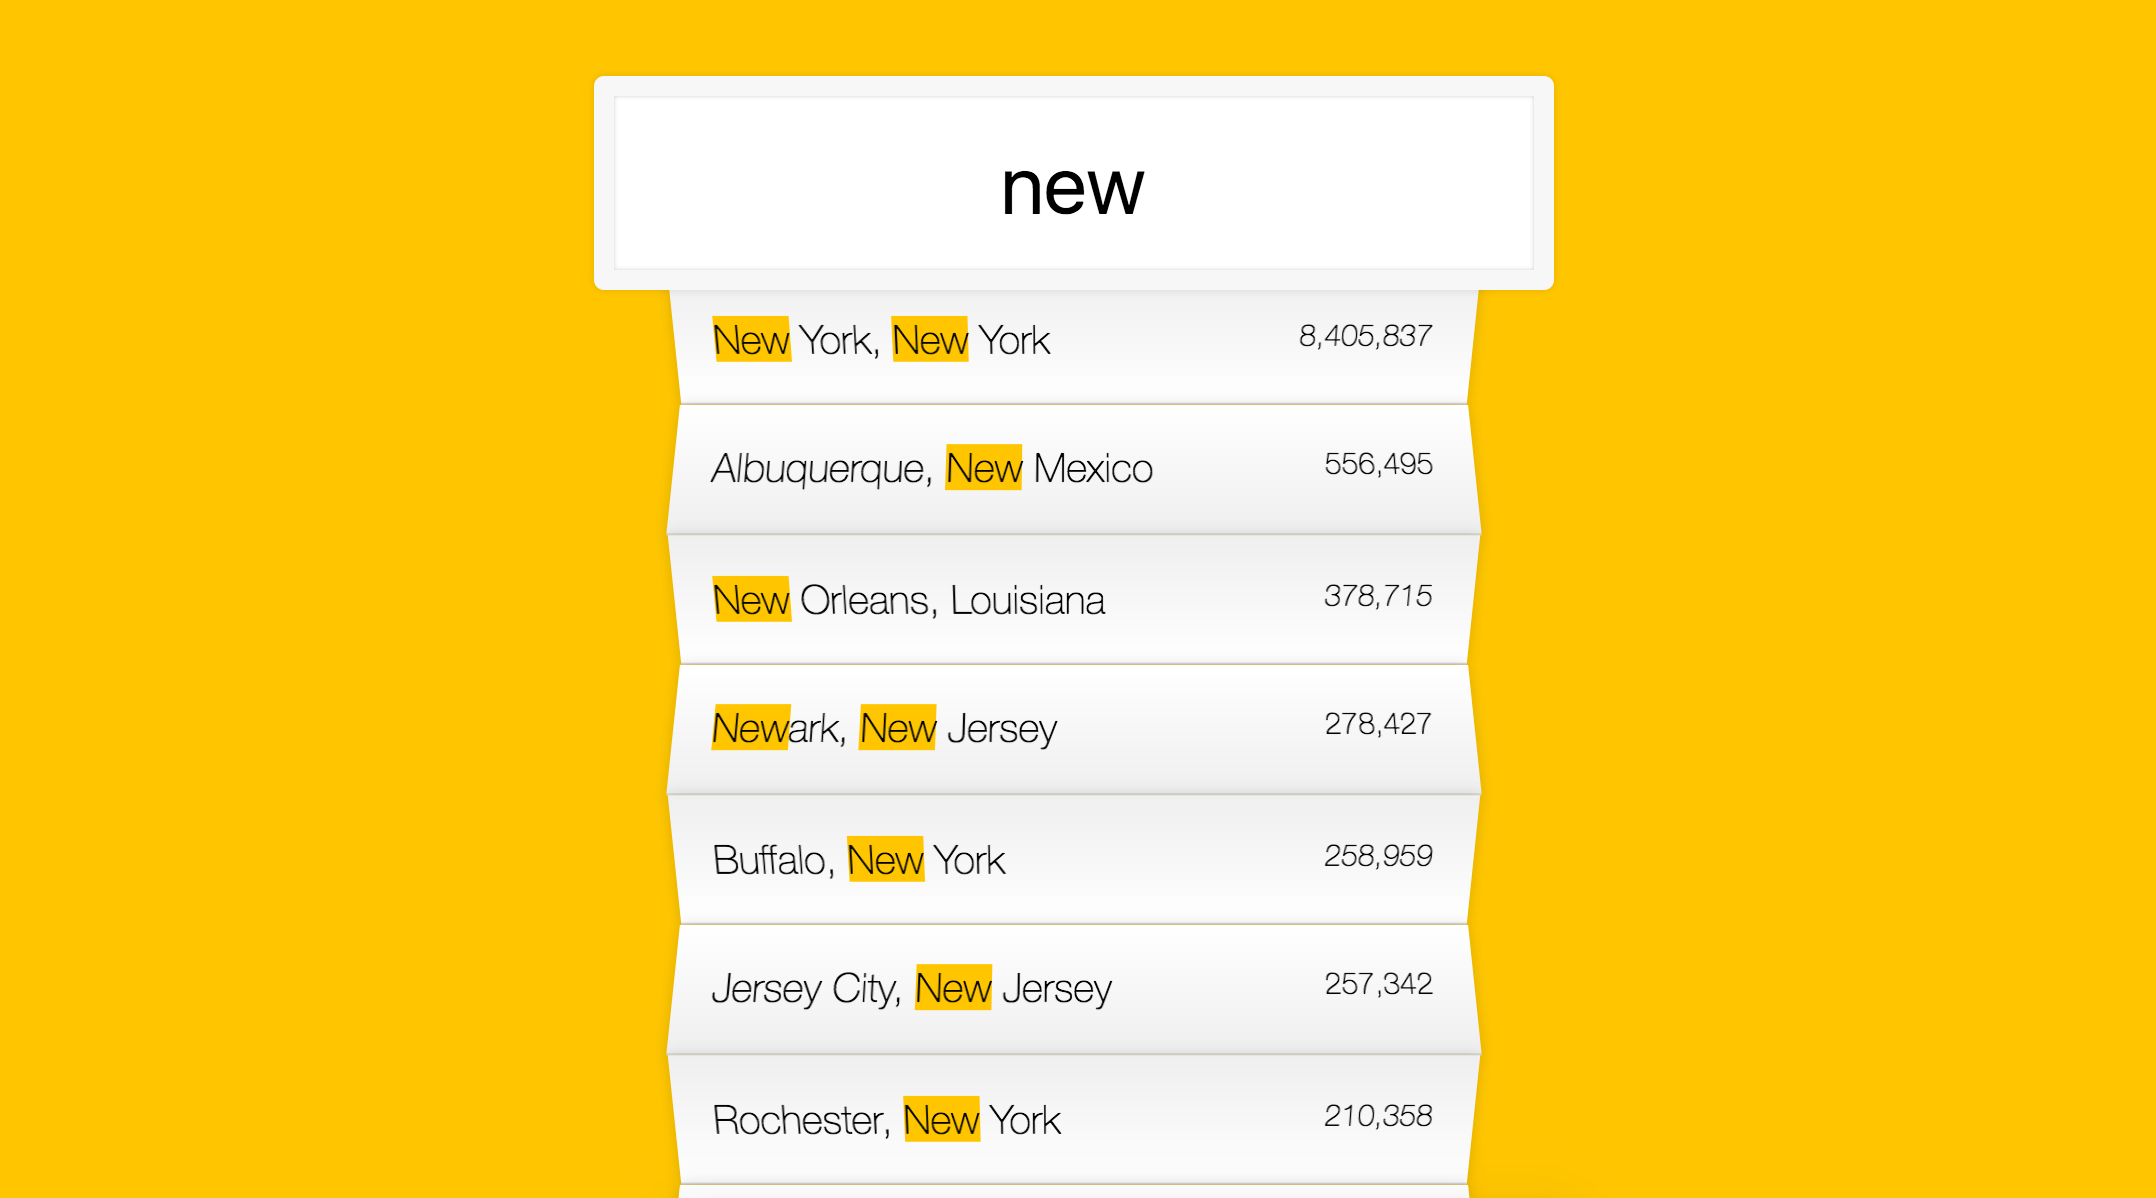 new
New York, New York 8,405,837
Albuquerque, New Mexico 556,495
New Orleans, Louisiana 378,715
Newark, New Jersey 278,427
Buffalo, New York 258,959
Jersey City, New Jersey 257,342
Rochester, New York 210,358